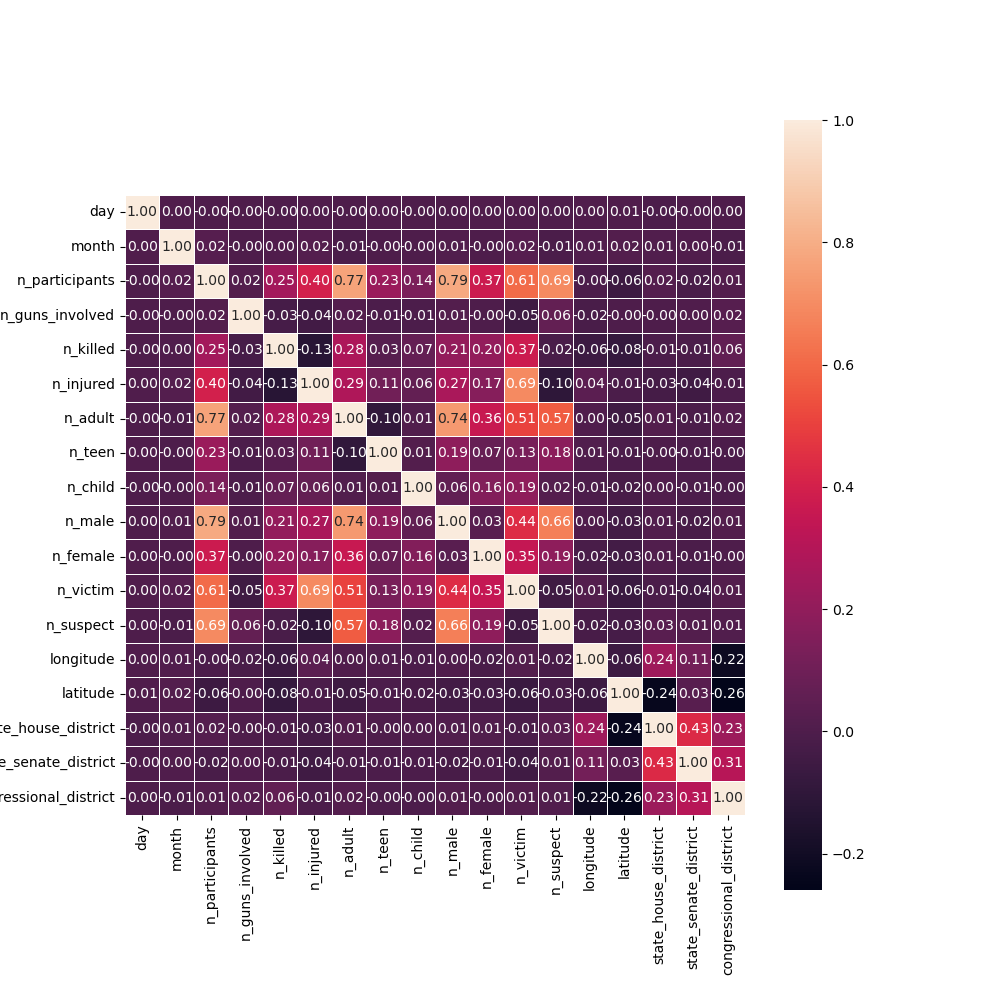 1.0
day 1.00 0.00 -0.00 -0.00 -0.00 0.00 -0.00 0.00 -0.00 0.00 0.00 0.00 0.00 0.00 0.01 -0.00 -0.00 0.00
0.8
month 0.00 1.00 0.02 -0.00 0.00 0.02 -0.01 -0.00 -0.00 0.01 -0.00 0.02 -0.01 0.01 0.02 0.01 0.00 -0.01
n_participants -0.00 0.02 1.00 0.02 0.25 0.40 0.77 0.23 0.14 0.79 0.37 0.61 0.69 -0.00 -0.06 0.02 -0.02 0.01
n_guns_involved -0.00 -0.00 0.02 1.00 -0.03 -0.04 0.02 -0.01 -0.01 0.01 -0.00 -0.05 0.06 -0.02 -0.00 -0.00 0.00 0.02
n_killed -0.00 0.00 0.25 -0.03 1.00 -0.13 0.28 0.03 0.07 0.21 0.20 0.37 -0.02 -0.06 -0.08 -0.01 -0.01 0.06
0.6
n_injured 0.00 0.02 0.40 -0.04 -0.13 1.00 0.29 0.11 0.06 0.27 0.17 0.69 -0.10 0.04 -0.01 -0.03 -0.04 -0.01
n_adult -0.00 -0.01 0.77 0.02 0.28 0.29 1.00 -0.10 0.01 0.74 0.36 0.51 0.57 0.00 -0.05 0.01 -0.01 0.02
n_teen 0.00 -0.00 0.23 -0.01 0.03 0.11 -0.10 1.00 0.01 0.19 0.07 0.13 0.18 0.01 -0.01 -0.00 -0.01 -0.00
0.4
n_child -0.00 -0.00 0.14 -0.01 0.07 0.06 0.01 0.01 1.00 0.06 0.16 0.19 0.02 -0.01 -0.02 0.00 -0.01 -0.00
n_male 0.00 0.01 0.79 0.01 0.21 0.27 0.74 0.19 0.06 1.00 0.03 0.44 0.66 0.00 -0.03 0.01 -0.02 0.01
n_female 0.00 -0.00 0.37 -0.00 0.20 0.17 0.36 0.07 0.16 0.03 1.00 0.35 0.19 -0.02 -0.03 0.01 -0.01 -0.00
n_victim 0.00 0.02 0.61 -0.05 0.37 0.69 0.51 0.13 0.19 0.44 0.35 1.00 -0.05 0.01 -0.06 -0.01 -0.04 0.01
0.2
n_suspect 0.00 -0.01 0.69 0.06 -0.02 -0.10 0.57 0.18 0.02 0.66 0.19 -0.05 1.00 -0.02 -0.03 0.03 0.01 0.01
longitude 0.00 0.01 -0.00 -0.02 -0.06 0.04 0.00 0.01 -0.01 0.00 -0.02 0.01 -0.02 1.00 -0.06 0.24 0.11 -0.22
latitude 0.01 0.02 -0.06 -0.00 -0.08 -0.01 -0.05 -0.01 -0.02 -0.03 -0.03 -0.06 -0.03 -0.06 1.00 -0.24 0.03 -0.26
te_house_district -0.00 0.01 0.02 -0.00 -0.01 -0.03 0.01 -0.00 0.00 0.01 0.01 -0.01 0.03 0.24 -0.24 1.00 0.43 0.23
0.0
e_senate_district -0.00 0.00 -0.02 0.00 -0.01 -0.04 -0.01 -0.01 -0.01 -0.02 -0.01 -0.04 0.01 0.11 0.03 0.43 1.00 0.31
ressional_district 0.00 -0.01 0.01 0.02 0.06 -0.01 0.02 -0.00 -0.00 0.01 -0.00 0.01 0.01 -0.22 -0.26 0.23 0.31 1.00
−0.2
day
month
n_participants
n_guns_involved
n_killed
n_injured
n_adult
n_teen
n_child
n_male
n_female
n_victim
n_suspect
longitude
latitude
state_house_district
state_senate_district
congressional_district